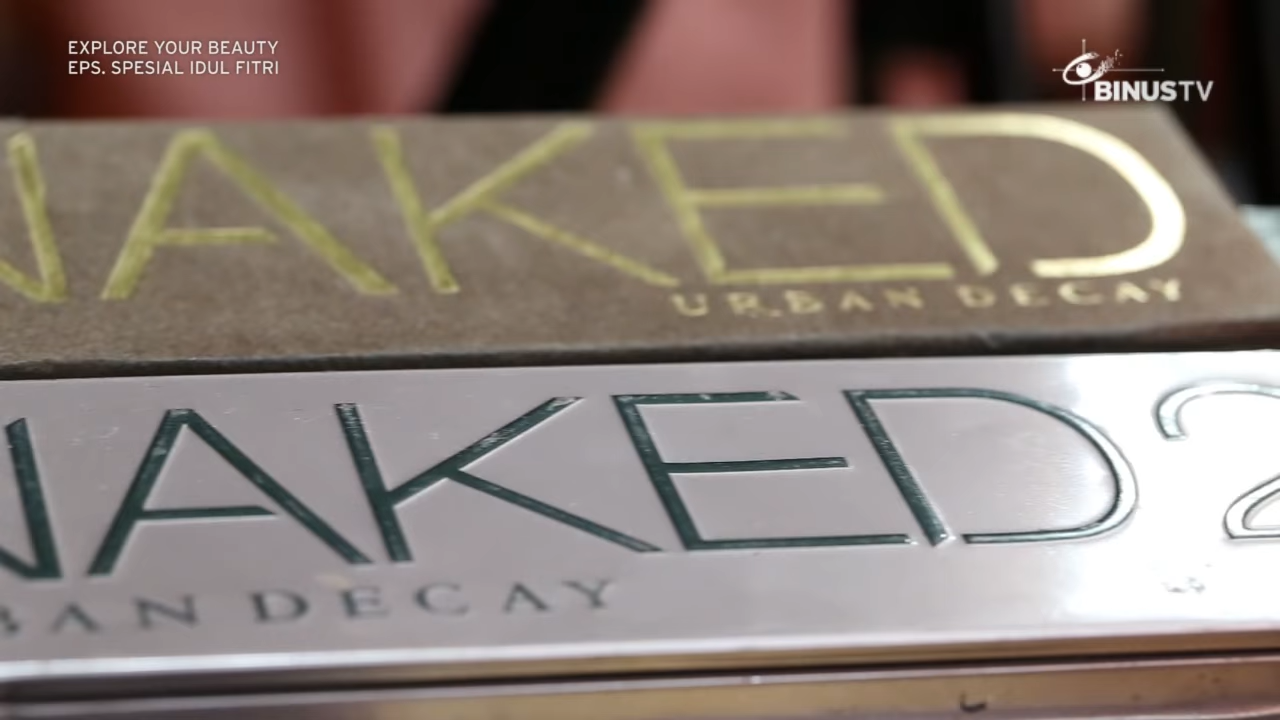 EXPLORE YOUR BEAUTY
EPS. SPESIAL IDUL FITRI
BINUSTV
NAKED
URBAN DECAY
NAKED2
BAN DECAY